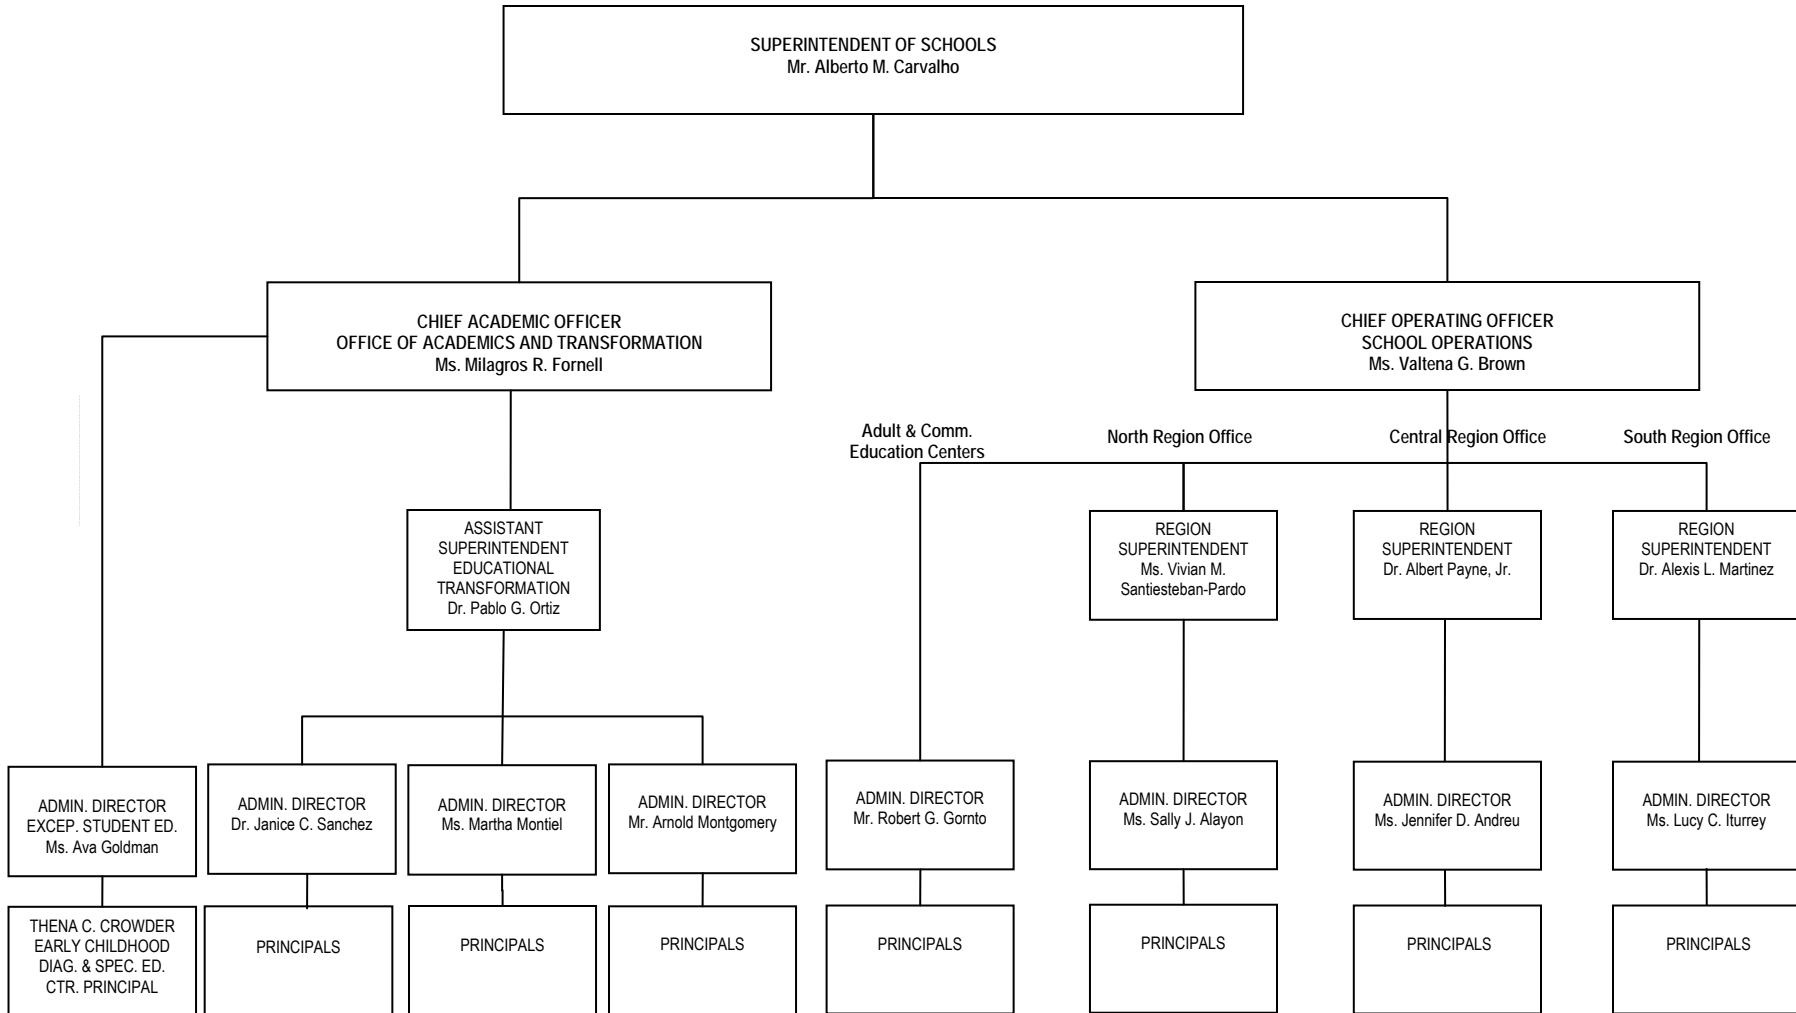 SUPERINTENDENT OF SCHOOLS
Mr. Alberto M. Carvalho
CHIEF ACADEMIC OFFICER
OFFICE OF ACADEMICS AND TRANSFORMATION
Ms. Milagros R. Fornell
CHIEF OPERATING OFFICER
SCHOOL OPERATIONS
Ms. Valtena G. Brown
Adult & Comm.
Education Centers
North Region Office
Central Region Office
South Region Office
ASSISTANT
SUPERINTENDENT
EDUCATIONAL
TRANSFORMATION
Dr. Pablo G. Ortiz
REGION
SUPERINTENDENT
Ms. Vivian M.
Santiesteban-Pardo
REGION
SUPERINTENDENT
Dr. Albert Payne, Jr.
REGION
SUPERINTENDENT
Dr. Alexis L. Martinez
ADMIN. DIRECTOR
EXCEP. STUDENT ED.
Ms. Ava Goldman
ADMIN. DIRECTOR
Dr. Janice C. Sanchez
ADMIN. DIRECTOR
Ms. Martha Montiel
ADMIN. DIRECTOR
Mr. Arnold Montgomery
ADMIN. DIRECTOR
Mr. Robert G. Gornto
ADMIN. DIRECTOR
Ms. Sally J. Alayon
ADMIN. DIRECTOR
Ms. Jennifer D. Andreu
ADMIN. DIRECTOR
Ms. Lucy C. Iturrey
THENA C. CROWDER
EARLY CHILDHOOD
DIAG. & SPEC. ED.
CTR. PRINCIPAL
PRINCIPALS
PRINCIPALS
PRINCIPALS
PRINCIPALS
PRINCIPALS
PRINCIPALS
PRINCIPALS